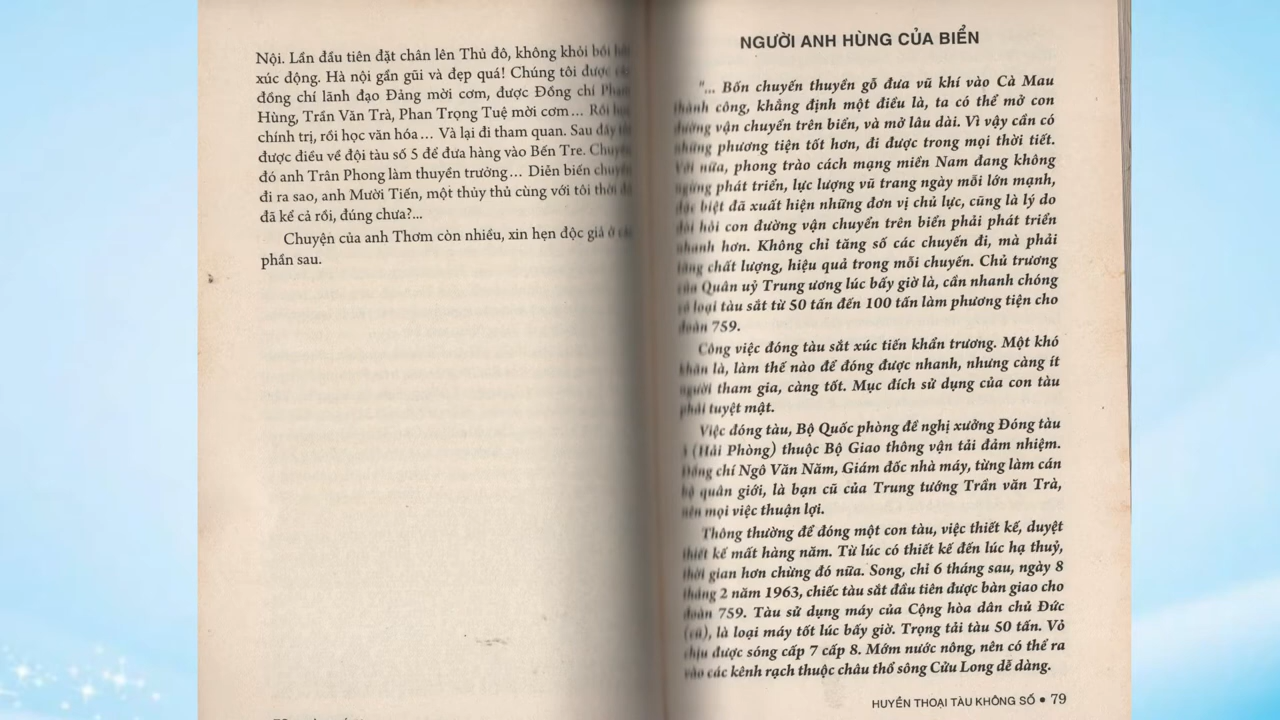 Nội. Lần đầu tiên đặt chân lên Thủ đô, không khỏi bồi
xúc động. Hà nội gần gũi và đẹp quá! Chúng tôi được
đồng chí lãnh đạo Đảng mời cơm, được Đồng chí Phạm
Hùng, Trần Văn Trà, Phan Trọng Tuệ mời cơm... Rồi học
chính trị, rồi học văn hóa... Và lại đi tham quan. Sau đấy tôi
được điều về đội tàu số 5 để đưa hàng vào Bến Tre. Chuyến
đó anh Trân Phong làm thuyền trưởng... Diễn biến chuyến
đi ra sao, anh Mười Tiến, một thủy thủ cùng với tôi thời đó
đã kể cả rồi, đúng chưa?...
Chuyện của anh Thơm còn nhiều, xin hẹn độc giả ở
phần sau.
NGƯỜI ANH HÙNG CỦA BIỂN
"... Bốn chuyến thuyền gỗ đưa vũ khí vào Cà Mau
thành công, khẳng định một điều là, ta có thể mở con
đường vận chuyển trên biển, và mở lâu dài. Vì vậy cần có
những phương tiện tốt hơn, đi được trong mọi thời tiết.
Với nữa, phong trào cách mạng miền Nam đang không
ngừng phát triển, lực lượng vũ trang ngày mỗi lớn mạnh,
đặc biệt đã xuất hiện những đơn vị chủ lực, cũng là lý do
đòi hỏi con đường vận chuyển trên biển phải phát triển
nhanh hơn. Không chỉ tăng số các chuyến đi, mà phải
tăng chất lượng, hiệu quả trong mỗi chuyến. Chủ trương
của Quân uỷ Trung ương lúc bấy giờ là, cần nhanh chóng
có loại tàu sắt từ 50 tấn đến 100 tấn làm phương tiện cho
đoàn 759.
Công việc đóng tàu sắt xúc tiến khẩn trương. Một khó
khăn là, làm thế nào để đóng được nhanh, nhưng càng ít
người tham gia, càng tốt. Mục đích sử dụng của con tàu
phải tuyệt mật.
Việc đóng tàu, Bộ Quốc phòng đề nghị xưởng Đóng tàu
(Hải Phòng) thuộc Bộ Giao thông vận tải đảm nhiệm.
Đồng chí Ngô Văn Năm, Giám đốc nhà máy, từng làm cán
bộ quân giới, là bạn cũ của Trung tướng Trần văn Trà,
nên mọi việc thuận lợi.
Thông thường để đóng một con tàu, việc thiết kế, duyệt
thiết kế mất hàng năm. Từ lúc có thiết kế đến lúc hạ thuỷ,
thời gian hơn chừng đó nữa. Song, chỉ 6 tháng sau, ngày 8
tháng 2 năm 1963, chiếc tàu sắt đầu tiên được bàn giao cho
đoàn 759. Tàu sử dụng máy của Cộng hòa dân chủ Đức
(cũ), là loại máy tốt lúc bấy giờ. Trọng tải tàu 50 tấn. Vỏ
chịu được sóng cấp 7 cấp 8. Mớm nước nông, nên có thể ra
vào các kênh rạch thuộc châu thổ sông Cửu Long dễ dàng.
HUYỀN THOẠI TÀU KHÔNG SỐ • 79